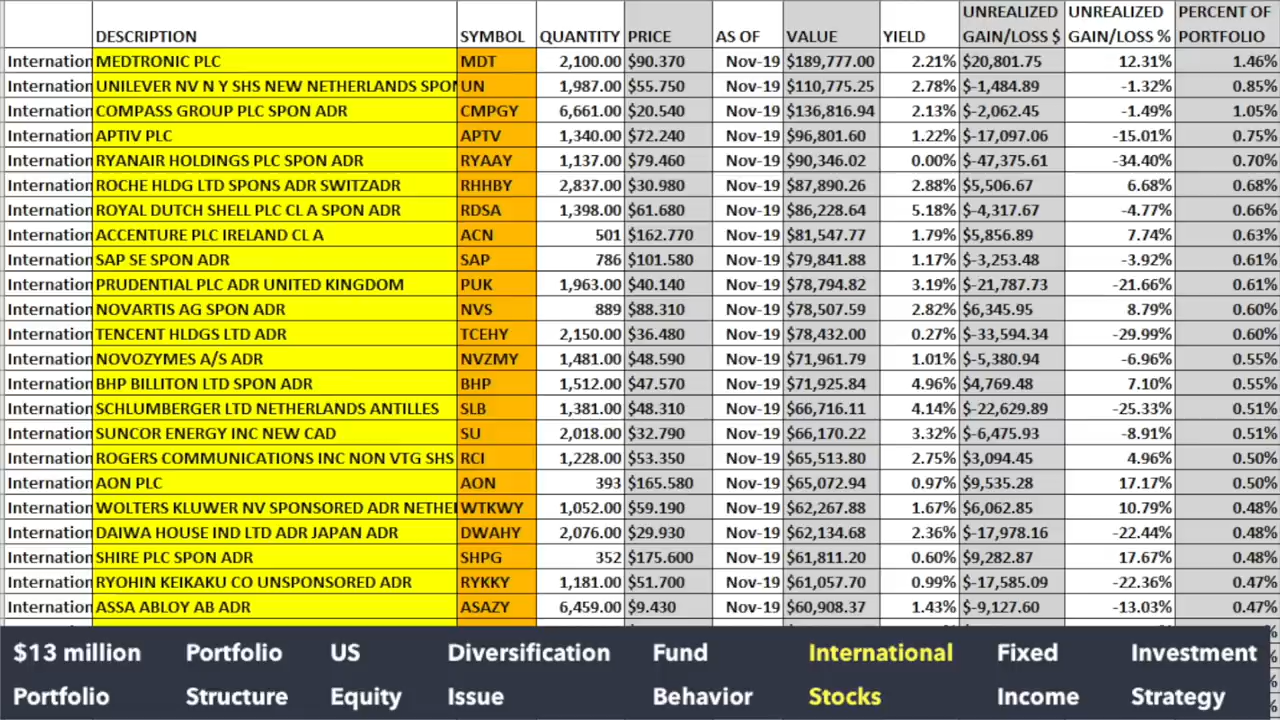 DESCRIPTION SYMBOL QUANTITY PRICE AS OF VALUE YIELD UNREALIZED GAIN/LOSS $ UNREALIZED GAIN/LOSS % PERCENT OF PORTFOLIO
Internation MEDTRONIC PLC MDT 2,100.00 $90.370 Nov-19 $189,777.00 2.21% $20,801.75 12.31% 1.46%
Internation UNILEVER NV N Y SHS NEW NETHERLANDS SPO UN 1,987.00 $55.750 Nov-19 $110,775.25 2.78% $-1,484.89 -1.32% 0.85%
Internation COMPASS GROUP PLC SPON ADR CMPGY 6,661.00 $20.540 Nov-19 $136,816.94 2.13% $-2,062.45 -1.49% 1.05%
Internation APTIV PLC APTV 1,340.00 $72.240 Nov-19 $96,801.60 1.22% $-17,097.06 -15.01% 0.75%
Internation RYANAIR HOLDINGS PLC SPON ADR RYAAY 1,137.00 $79.460 Nov-19 $90,346.02 0.00% $-47,375.61 -34.40% 0.70%
Internation ROCHE HLDG LTD SPONS ADR SWITZADR RHHBY 2,837.00 $30.980 Nov-19 $87,890.26 2.88% $5,506.67 6.68% 0.68%
Internation ROYAL DUTCH SHELL PLC CL A SPON ADR RDSA 1,398.00 $61.680 Nov-19 $86,228.64 5.18% $-4,317.67 -4.77% 0.66%
Internation ACCENTURE PLC IRELAND CL A ACN 501 $162.770 Nov-19 $81,547.77 1.79% $5,856.89 7.74% 0.63%
Internation SAP SE SPON ADR SAP 786 $101.580 Nov-19 $79,841.88 1.17% $-3,253.48 -3.92% 0.61%
Internation PRUDENTIAL PLC ADR UNITED KINGDOM PUK 1,963.00 $40.140 Nov-19 $78,794.82 3.19% $-21,787.73 -21.66% 0.61%
Internation NOVARTIS AG SPON ADR NVS 889 $88.310 Nov-19 $78,507.59 2.82% $6,345.95 8.79% 0.60%
Internation TENCENT HLDGS LTD ADR TCEHY 2,150.00 $36.480 Nov-19 $78,432.00 0.27% $-33,594.34 -29.99% 0.60%
Internation NOVOZYMES A/S ADR NVZMY 1,481.00 $48.590 Nov-19 $71,961.79 1.01% $-5,380.94 -6.96% 0.55%
Internation BHP BILLITON LTD SPON ADR BHP 1,512.00 $47.570 Nov-19 $71,925.84 4.96% $4,769.48 7.10% 0.55%
Internation SCHLUMBERGER LTD NETHERLANDS ANTILLES SLB 1,381.00 $48.310 Nov-19 $66,716.11 4.14% $-22,629.89 -25.33% 0.51%
Internation SUNCOR ENERGY INC NEW CAD SU 2,018.00 $32.790 Nov-19 $66,170.22 3.32% $-6,475.93 -8.91% 0.51%
Internation ROGERS COMMUNICATIONS INC NON VTG SHS RCI 1,228.00 $53.350 Nov-19 $65,513.80 2.75% $3,094.45 4.96% 0.50%
Internation AON PLC AON 393 $165.580 Nov-19 $65,072.94 0.97% $9,535.28 17.17% 0.50%
Internation WOLTERS KLUWER NV SPONSORED ADR NETHE WTKWY 1,052.00 $59.190 Nov-19 $62,267.88 1.67% $6,062.85 10.79% 0.48%
Internation DAIWA HOUSE IND LTD ADR JAPAN ADR DWAHY 2,076.00 $29.930 Nov-19 $62,134.68 2.36% $-17,978.16 -22.44% 0.48%
Internation SHIRE PLC SPON ADR SHPG 352 $175.600 Nov-19 $61,811.20 0.60% $9,282.87 17.67% 0.48%
Internation RYOHIN KEIKAKU CO UNSPONSORED ADR RYKKY 1,181.00 $51.700 Nov-19 $61,057.70 0.99% $-17,585.09 -22.36% 0.47%
Internation ASSA ABLOY AB ADR ASAZY 6,459.00 $9.430 Nov-19 $60,908.37 1.43% $-9,127.60 -13.03% 0.47%
$13 million Portfolio US Diversification Fund International Fixed Investment
Portfolio Structure Equity Issue Behavior Stocks Income Strategy